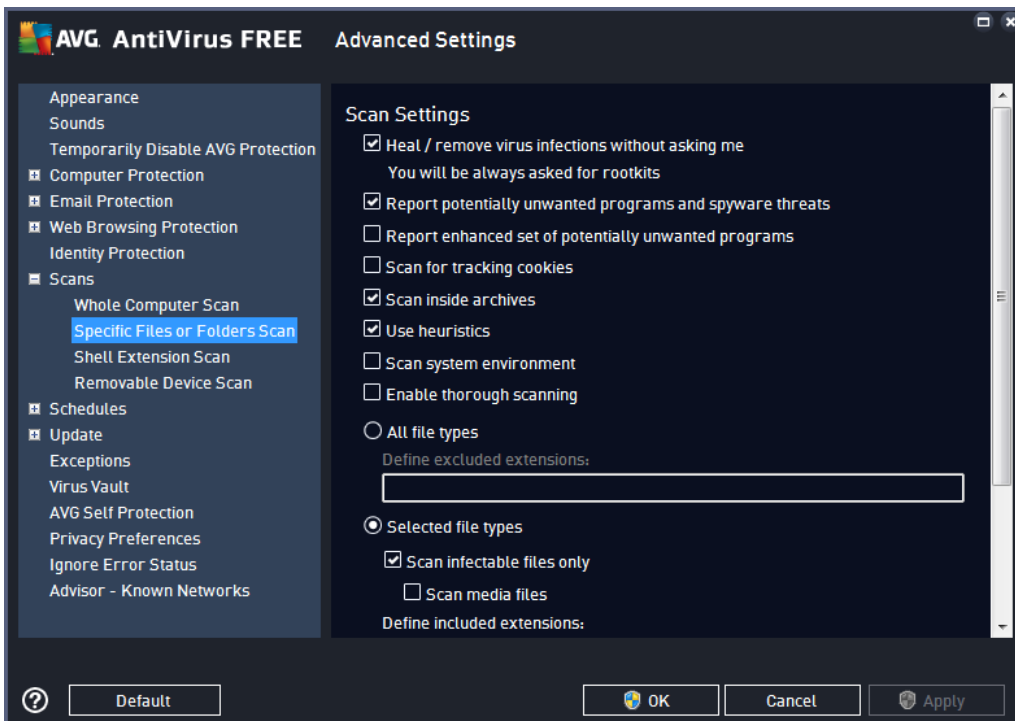 AVG. AntiVirus FREE Advanced Settings
Appearance
Sounds
Temporarily Disable AVG Protection
Computer Protection
Email Protection
Web Browsing Protection
Identity Protection
Scans
Whole Computer Scan
Specific Files or Folders Scan
Shell Extension Scan
Removable Device Scan
Schedules
Update
Exceptions
Virus Vault
AVG Self Protection
Privacy Preferences
Ignore Error Status
Advisor - Known Networks
Scan Settings
Heal / remove virus infections without asking me
You will be always asked for rootkits
Report potentially unwanted programs and spyware threats
Report enhanced set of potentially unwanted programs
Scan for tracking cookies
Scan inside archives
Use heuristics
Scan system environment
Enable thorough scanning
All file types
Define excluded extensions:
Selected file types
Scan infectable files only
Scan media files
Define included extensions:
? Default OK Cancel Apply